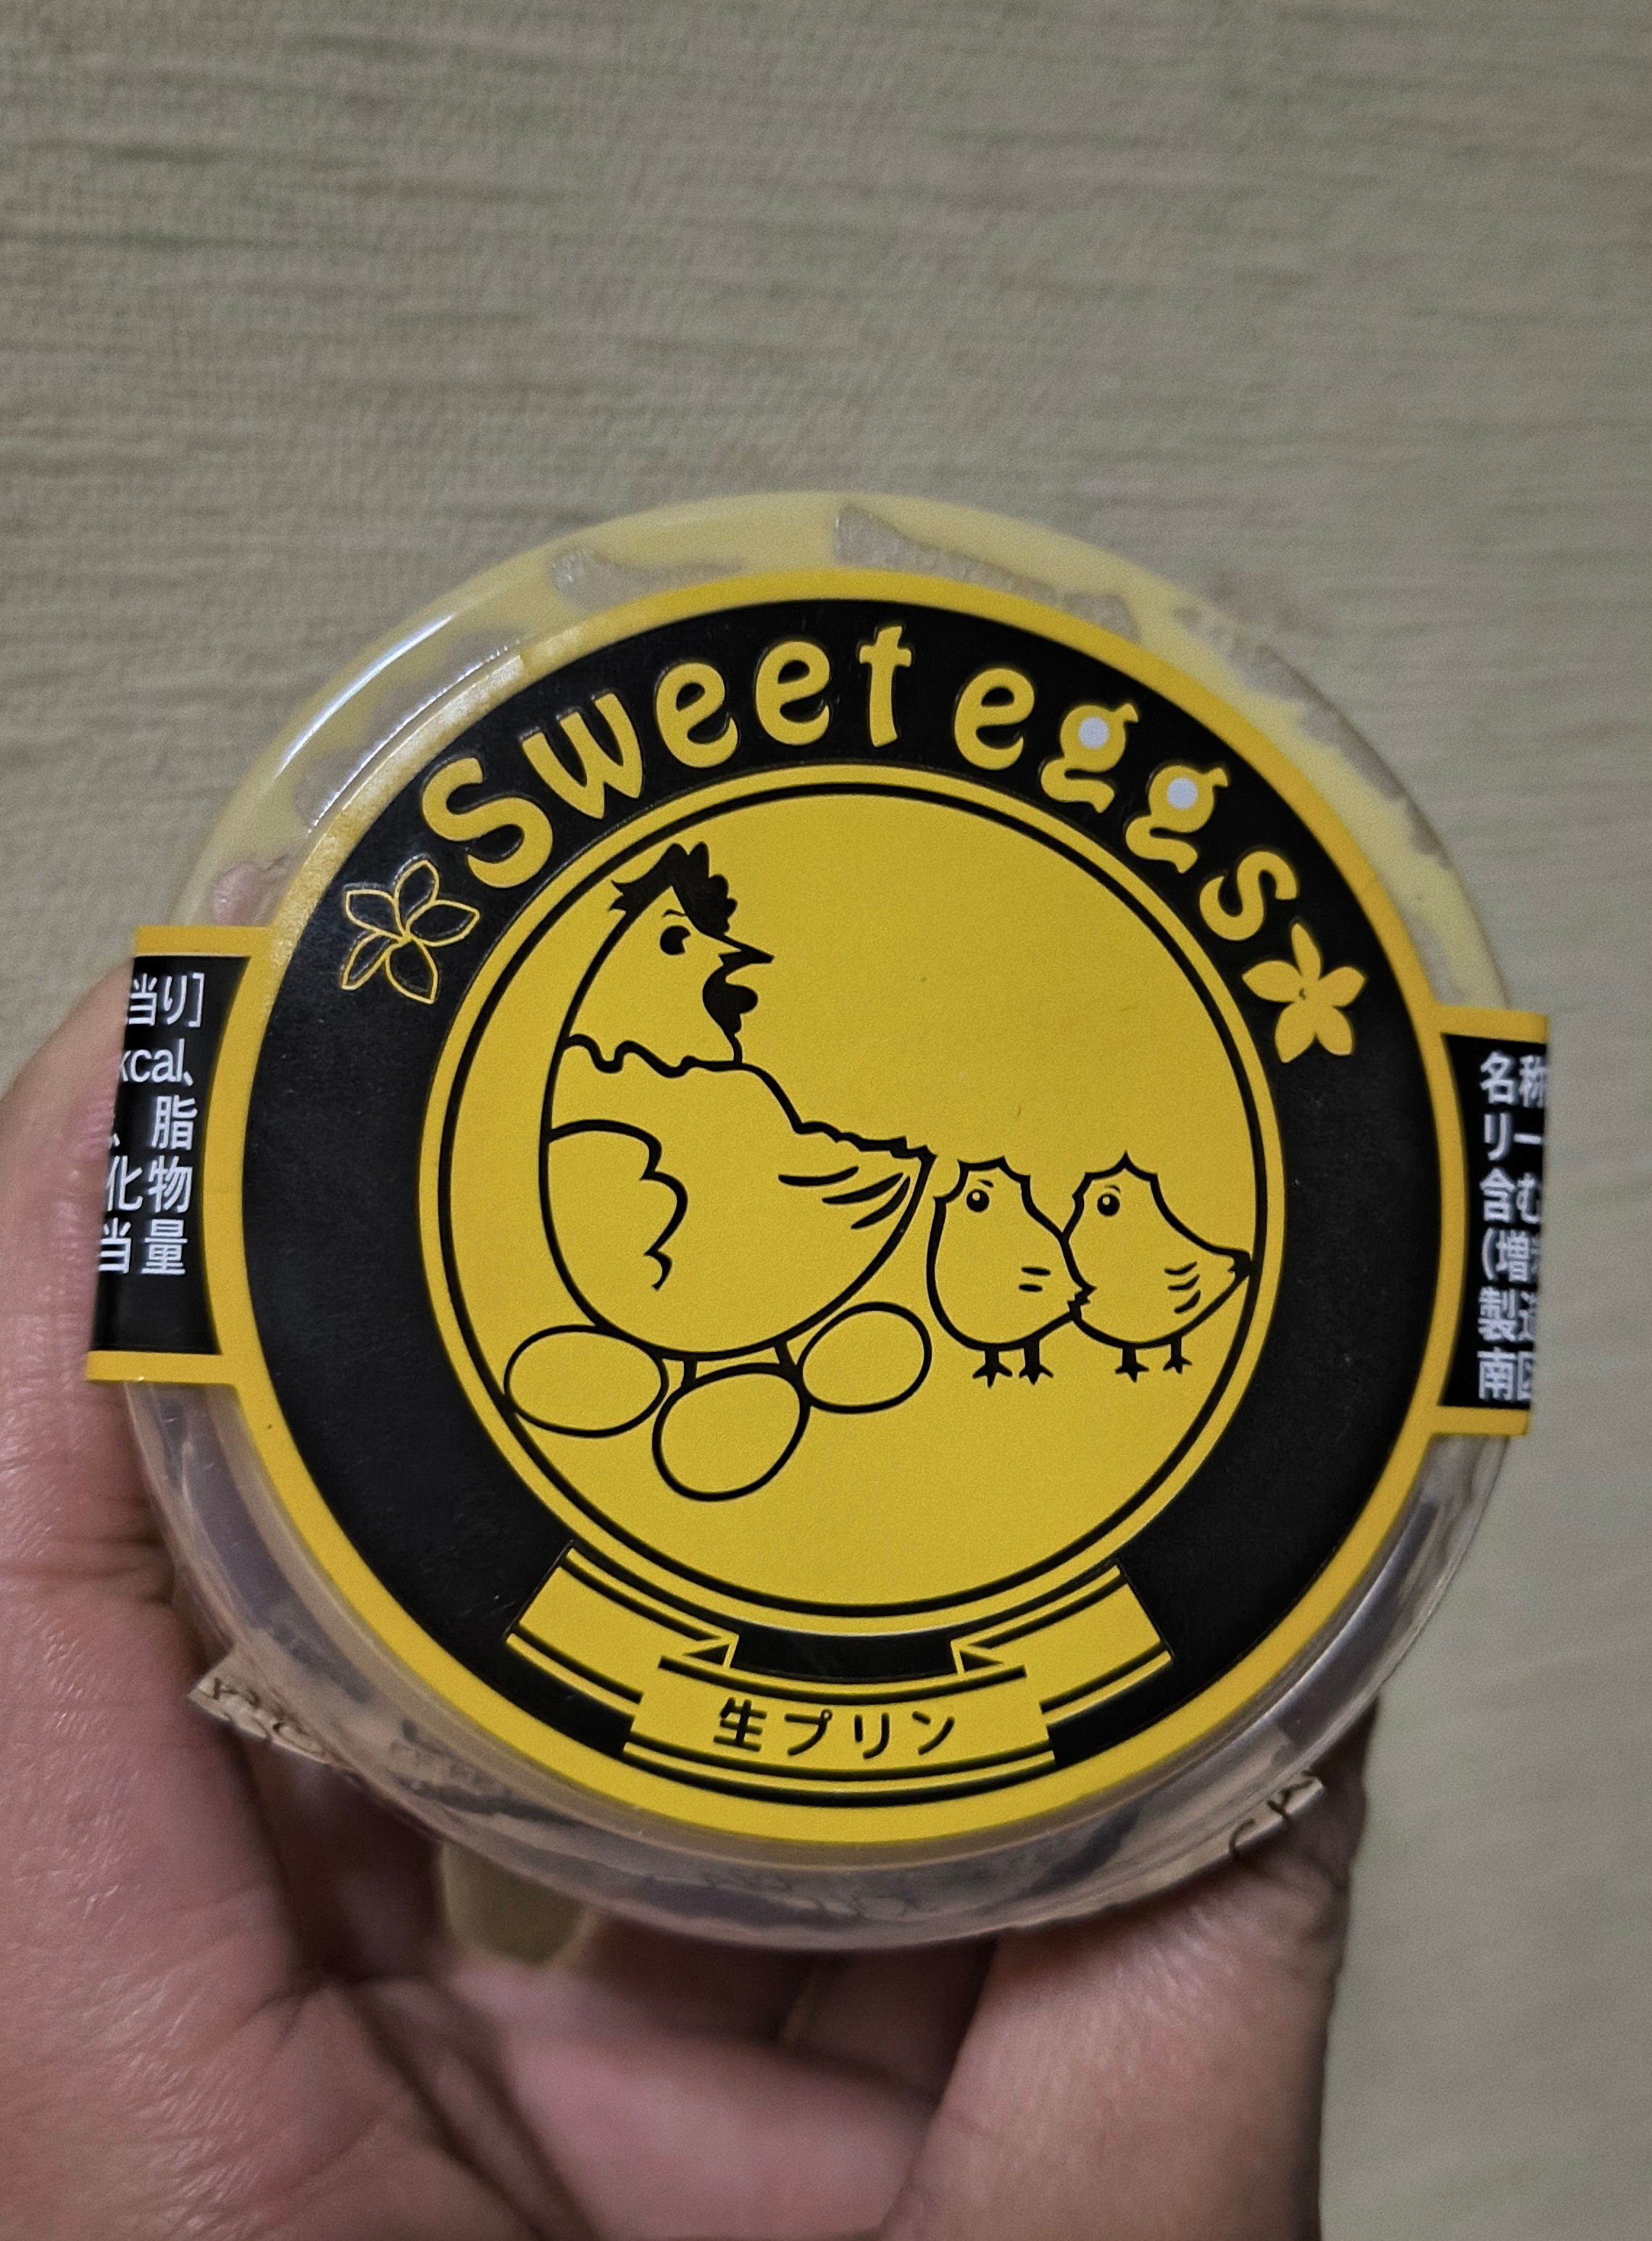 Sweet eggs
当り]
kcal、
、脂
化物
当量
名称
リー
含む
(増
製造
南区
生プリン